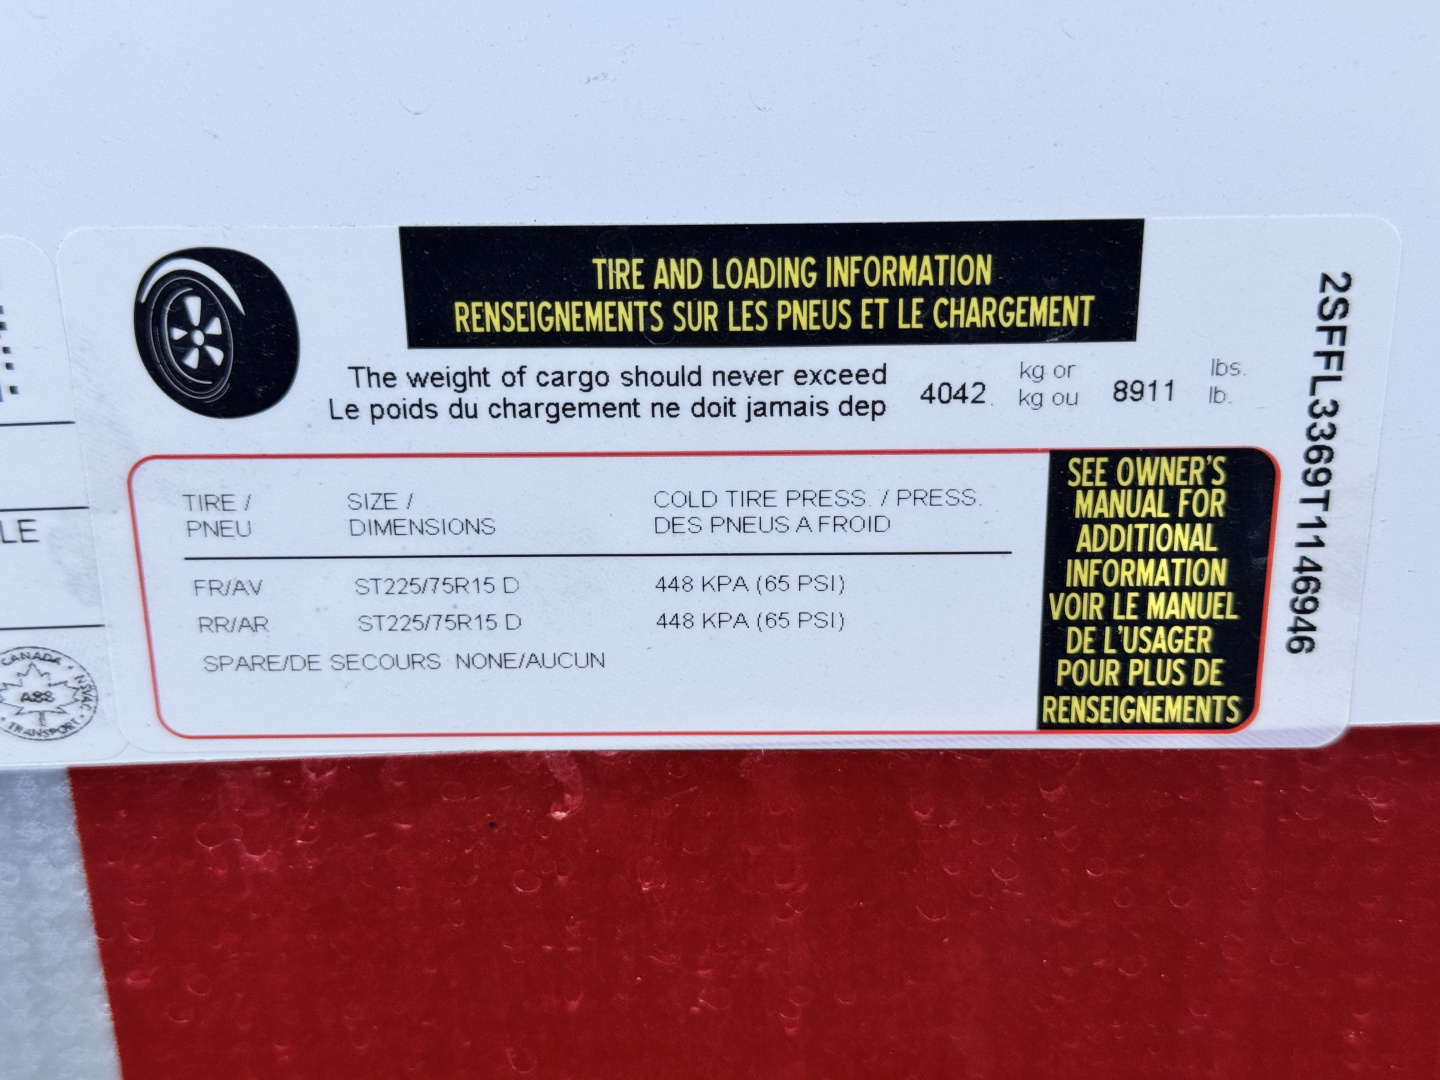 TIRE AND LOADING INFORMATION
RENSEIGNEMENTS SUR LES PNEUS ET LE CHARGEMENT
The weight of cargo should never exceed 4042 kg or 8911 lbs.
Le poids du chargement ne doit jamais dep kg ou lb.
TIRE / SIZE / COLD TIRE PRESS. / PRESS.
PNEU DIMENSIONS DES PNEUS A FROID
FR/AV ST225/75R15 D 448 KPA (65 PSI)
RR/AR ST225/75R15 D 448 KPA (65 PSI)
SPARE/DE SECOURS NONE/AUCUN
SEE OWNER'S
MANUAL FOR
ADDITIONAL
INFORMATION
VOIR LE MANUEL
DE L'USAGER
POUR PLUS DE
RENSEIGNEMENTS
2SFFL3369T1146946
LE
CANADA
TRANSPORT